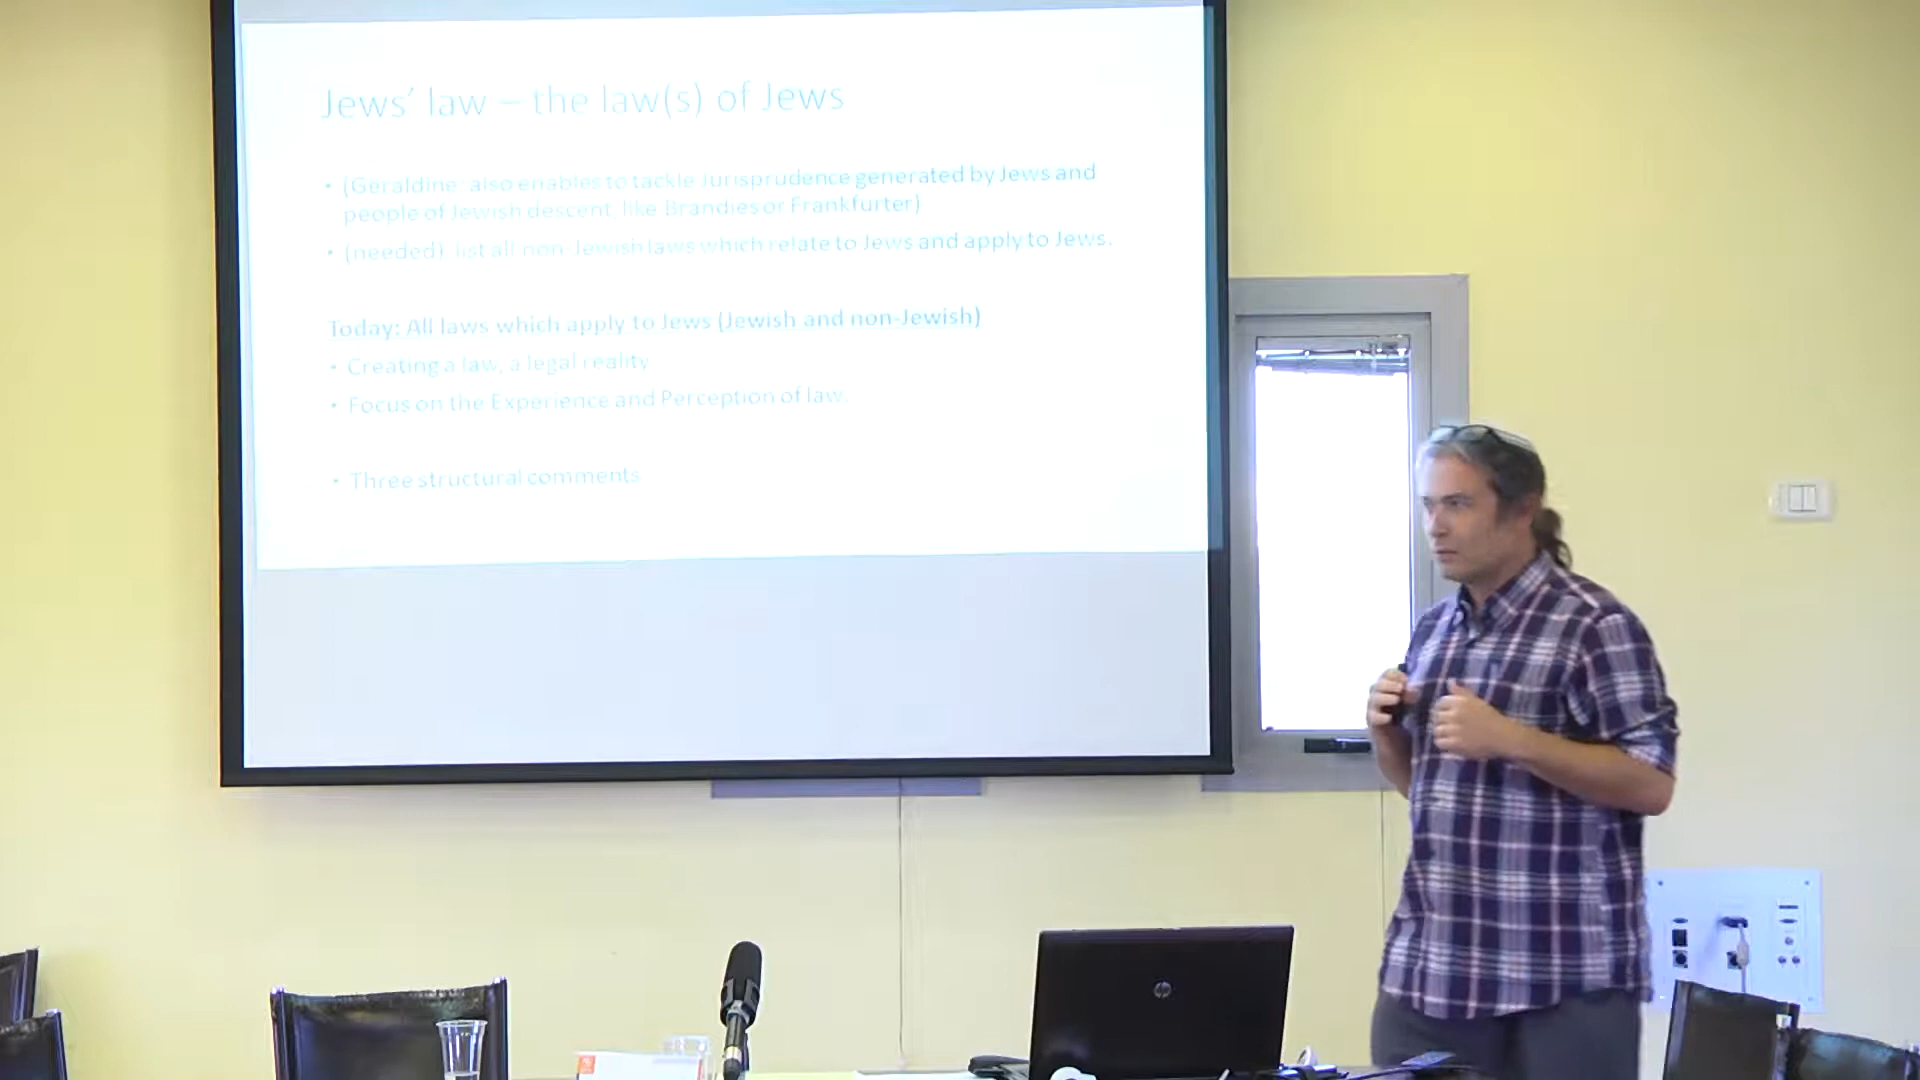 Jews' law – the law(s) of Jews
• (Geraldine: also enables to tackle Jurisprudence generated by Jews and
people of Jewish descent, like Brandies or Frankfurter)
• (needed): list all non-Jewish laws which relate to Jews and apply to Jews.
Today: All laws which apply to Jews (Jewish and non-Jewish)
• Creating a law, a legal reality
• Focus on the Experience and Perception of law.
• Three structural comments
hp